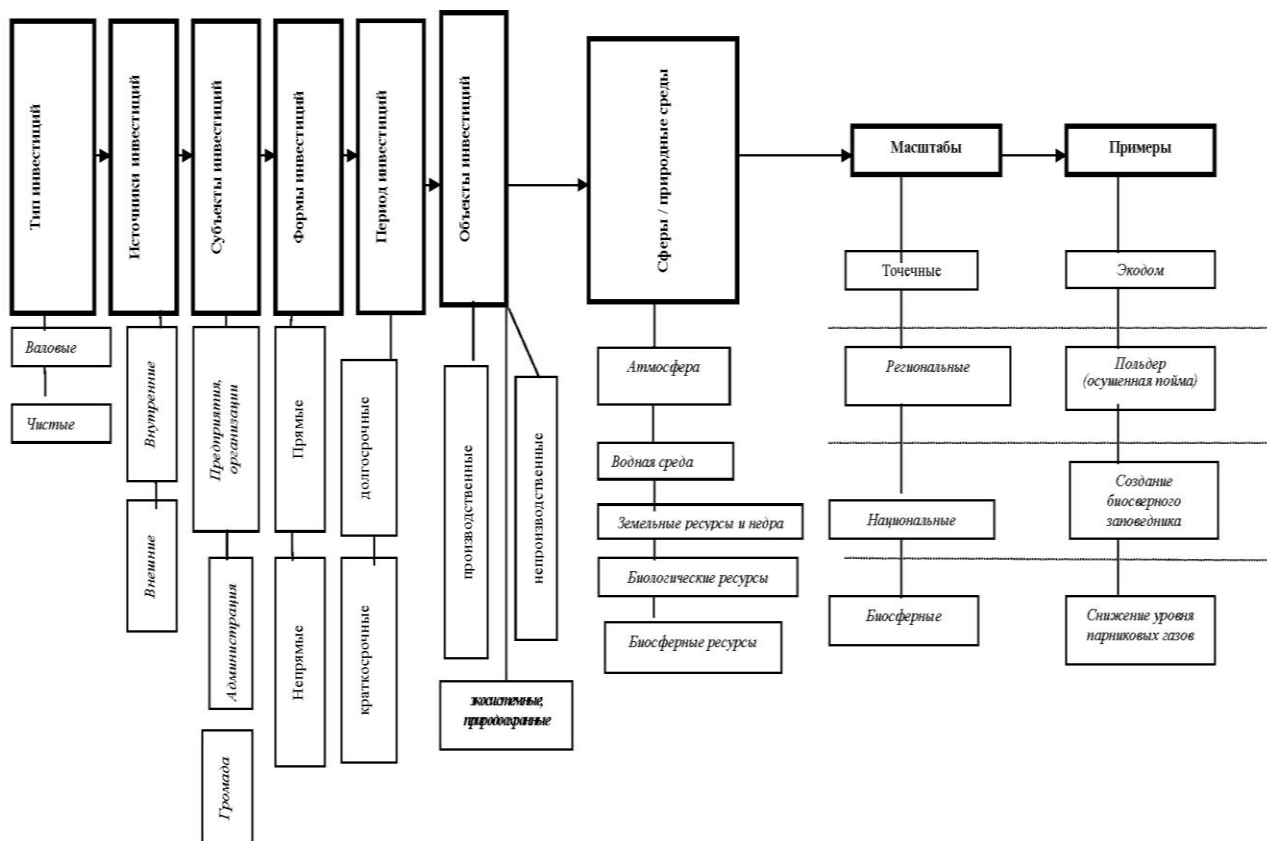 Тип инвестиций
Источники инвестиций
Субъекты инвестиций
Формы инвестиций
Период инвестиций
Объекты инвестиций
Сферы / природные среды
Масштабы
Примеры
Валовые
Чистые
Внутренние
Внешние
Предприятия,
организации
Администрация
Громада
Прямые
Непрямые
долгосрочные
краткосрочные
производственные
непроизводственные
экосистемные,
природоохранные
Атмосфера
Водная среда
Земельные ресурсы и недра
Биологические ресурсы
Биосферные ресурсы
Точечные
Региональные
Национальные
Биосферные
Экодом
Польдер
(осушенная пойма)
Создание
биосверного
заповедника
Снижение уровня
парниковых газов